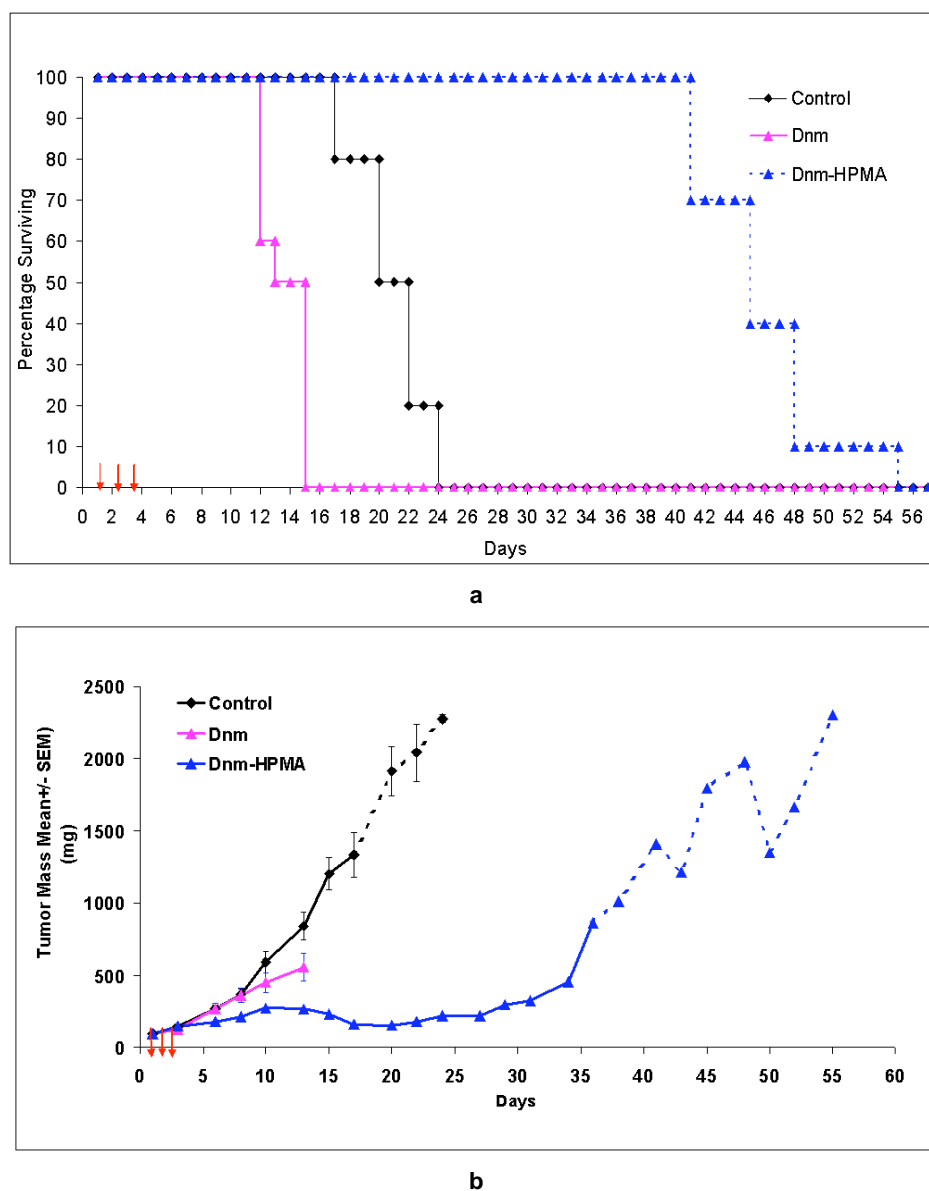 100
90
80
70
60
50
40
30
20
10
0
Percentage Surviving
Control
Dnm
Dnm-HPMA
0 2 4 6 8 10 12 14 16 18 20 22 24 26 28 30 32 34 36 38 40 42 44 46 48 50 52 54 56
Days
a
2500
2000
1500
1000
500
0
Tumor Mass Mean+/- SEM)
(mg)
Control
Dnm
Dnm-HPMA
0 5 10 15 20 25 30 35 40 45 50 55 60
Days
b